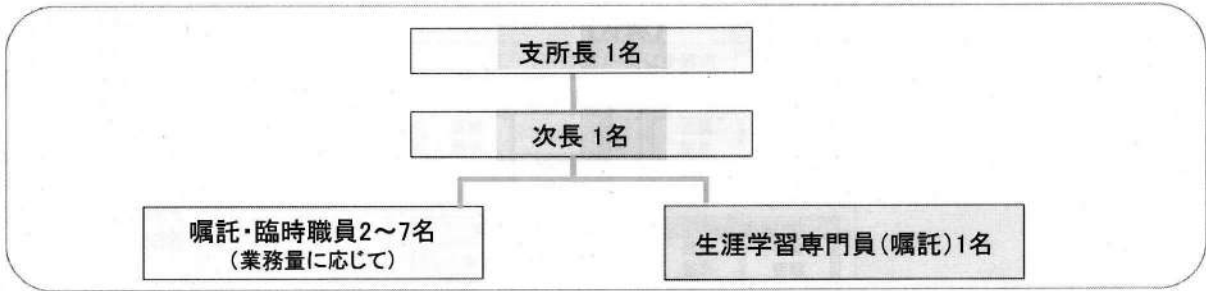 支所長 1名
次長 1名
嘱託・臨時職員2～7名
(業務量に応じて)
生涯学習専門員(嘱託)1名